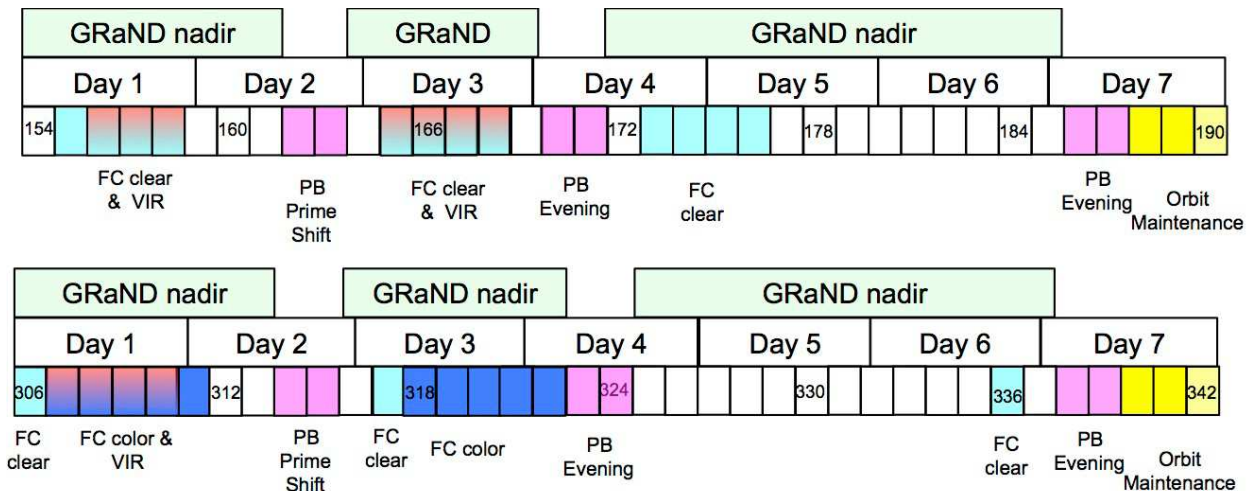 GRaND nadir GRaND GRaND nadir
Day 1 Day 2 Day 3 Day 4 Day 5 Day 6 Day 7
154 160 166 172 178 184 190
FC clear
& VIR
PB
Prime
Shift
FC clear
& VIR
PB
Evening
FC
clear
PB
Evening
Orbit
Maintenance
GRaND nadir GRaND nadir GRaND nadir
Day 1 Day 2 Day 3 Day 4 Day 5 Day 6 Day 7
306 312 318 324 330 336 342
FC
clear
FC color &
VIR
PB
Prime
Shift
FC
clear
FC color
PB
Evening
FC
clear
PB
Evening
Orbit
Maintenance